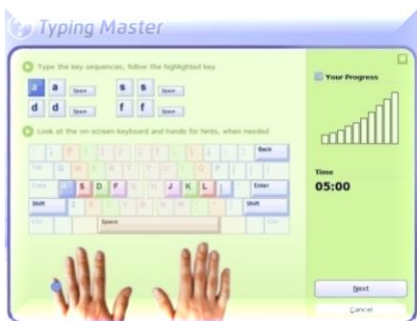 Typing Master
Type the key sequences, follow the highlighted key
a a Space s s Space
d d Space f f Space
Look at the on-screen keyboard and hands for hints, when needed
Back
A S D F J K L Enter
Shift Shift
Space
Your Progress
Time
05:00
Next
Cancel